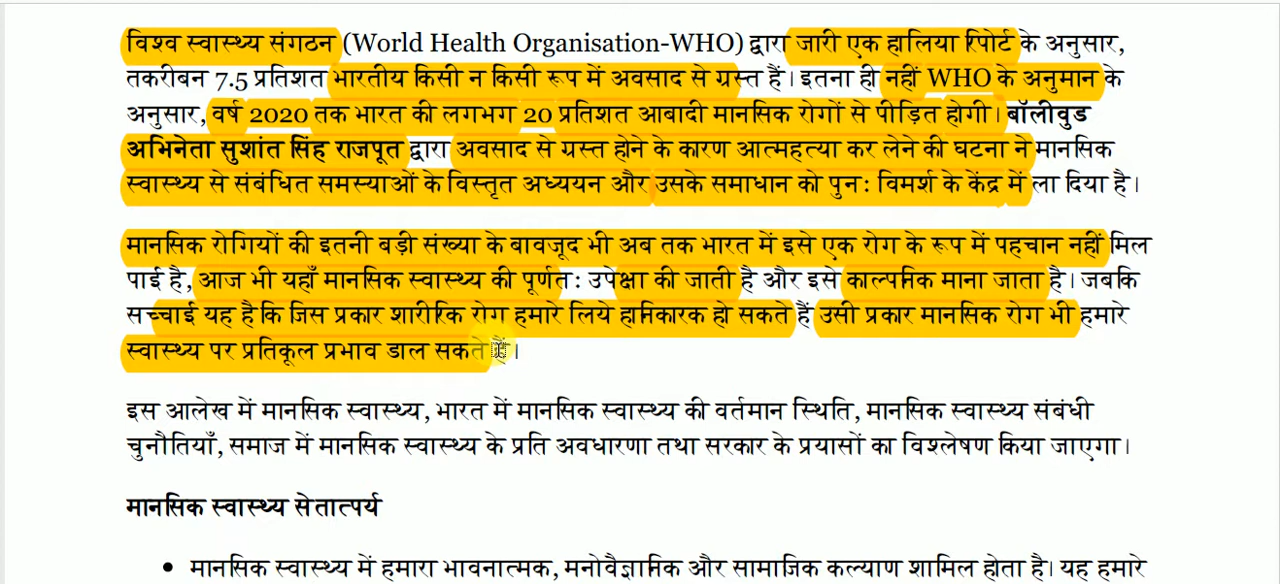 विश्व स्वास्थ्य संगठन (World Health Organisation-WHO) द्वारा जारी एक हालिया रिपोर्ट के अनुसार,
तकरीबन 7.5 प्रतिशत भारतीय किसी न किसी रूप में अवसाद से ग्रस्त हैं। इतना ही नहीं WHO के अनुमान के
अनुसार, वर्ष 2020 तक भारत की लगभग 20 प्रतिशत आबादी मानसिक रोगों से पीड़ित होगी। बॉलीवुड
अभिनेता सुशांत सिंह राजपूत द्वारा अवसाद से ग्रस्त होने के कारण आत्महत्या कर लेने की घटना ने मानसिक
स्वास्थ्य से संबंधित समस्याओं के विस्तृत अध्ययन और उसके समाधान को पुन: विमर्श के केंद्र में ला दिया है।
मानसिक रोगियों की इतनी बड़ी संख्या के बावजूद भी अब तक भारत में इसे एक रोग के रूप में पहचान नहीं मिल
पाई है, आज भी यहाँ मानसिक स्वास्थ्य की पूर्णत: उपेक्षा की जाती है और इसे काल्पनिक माना जाता है। जबकि
सच्चाई यह है कि जिस प्रकार शारीरिक रोग हमारे लिये हानिकारक हो सकते हैं उसी प्रकार मानसिक रोग भी हमारे
स्वास्थ्य पर प्रतिकूल प्रभाव डाल सकते हैं।
इस आलेख में मानसिक स्वास्थ्य, भारत में मानसिक स्वास्थ्य की वर्तमान स्थिति, मानसिक स्वास्थ्य संबंधी
चुनौतियाँ, समाज में मानसिक स्वास्थ्य के प्रति अवधारणा तथा सरकार के प्रयासों का विश्लेषण किया जाएगा।
मानसिक स्वास्थ्य से तात्पर्य
• मानसिक स्वास्थ्य में हमारा भावनात्मक, मनोवैज्ञानिक और सामाजिक कल्याण शामिल होता है। यह हमारे